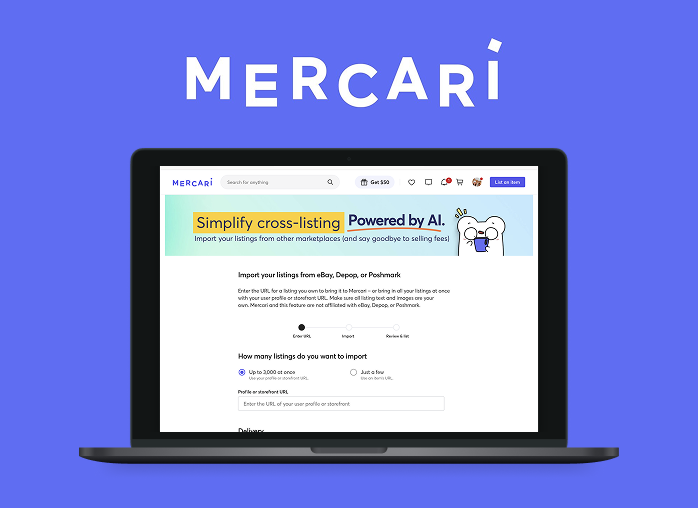 MERCARI
MERCARI
Search for anything
Get $50
List an item
Simplify cross-listing Powered by AI.
Import your listings from other marketplaces (and say goodbye to selling fees)
Import your listings from eBay, Depop, or Poshmark
Enter the URL for a listing you own to bring it to Mercari – or bring in all your listings at once
with your user profile or storefront URL. Make sure all listing text and images are your
own. Mercari and this feature are not affiliated with eBay, Depop, or Poshmark
Enter URL
Import
Review & list
How many listings do you want to import
Up to 3,000 at once
Just a few
Use your profile or storefront URL
Use an item's URL
Profile or storefront URL
Enter the URL of your user profile or storefront
Delivery